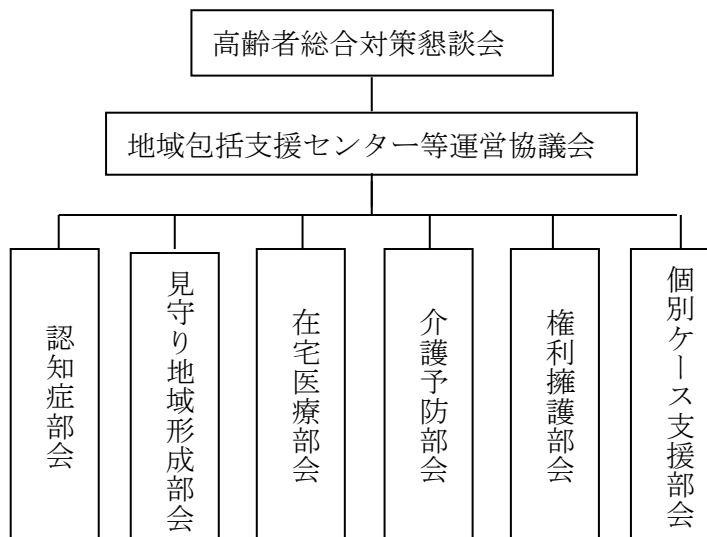 高齢者総合対策懇談会
地域包括支援センター等運営協議会
認知症部会
見守り地域形成部会
在宅医療部会
介護予防部会
権利擁護部会
個別ケース支援部会